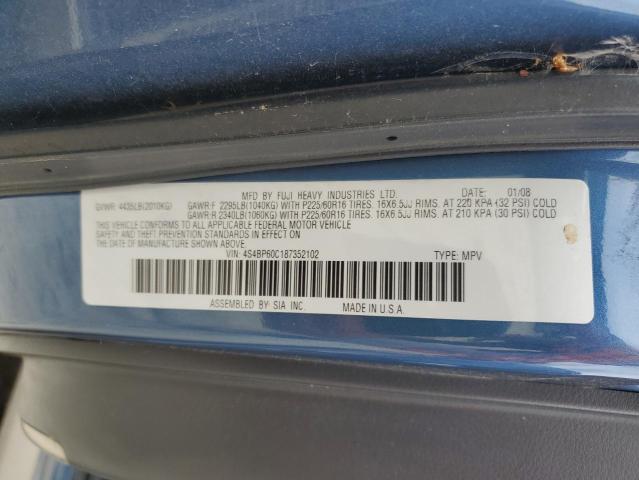 MFD BY FUJI HEAVY INDUSTRIES LTD. DATE: 01/08
GVWR: 4435LB(2010KG) GAWR:F 2295LB(1040KG) WITH P225/60R16 TIRES. 16X6.5JJ RIMS. AT 220 KPA (32 PSI) COLD
GAWR:R 2340LB(1060KG) WITH P225/60R16 TIRES. 16X6.5JJ RIMS. AT 210 KPA (30 PSI) COLD
THIS VEHICLE CONFORMS TO ALL APPLICABLE FEDERAL MOTOR VEHICLE
SAFETY AND THEFT PREVENTION STANDARDS IN EFFECT ON THE DATE OF
MANUFACTURE SHOWN ABOVE.
VIN: 4S4BP60C187352102 TYPE: MPV
ASSEMBLED BY SIA INC. MADE IN U.S.A.